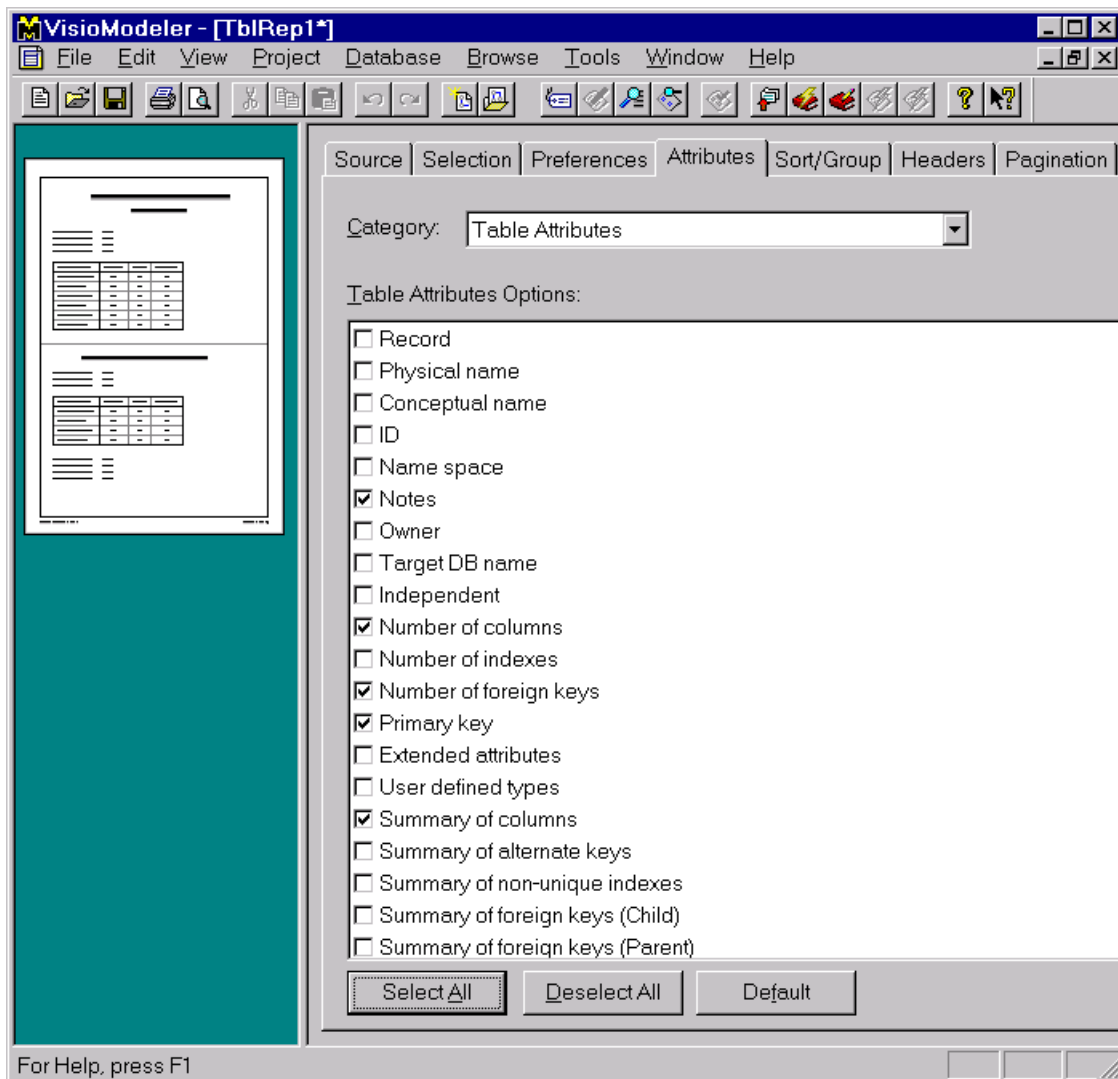 VisioModeler - [TblRep1*]
File Edit View Project Database Browse Tools Window Help
Source Selection Preferences Attributes Sort/Group Headers Pagination
Category: Table Attributes
Table Attributes Options:
Record
Physical name
Conceptual name
ID
Name space
Notes
Owner
Target DB name
Independent
Number of columns
Number of indexes
Number of foreign keys
Primary key
Extended attributes
User defined types
Summary of columns
Summary of alternate keys
Summary of non-unique indexes
Summary of foreign keys (Child)
Summary of foreign keys (Parent)
Select All Deselect All Default
For Help, press F1